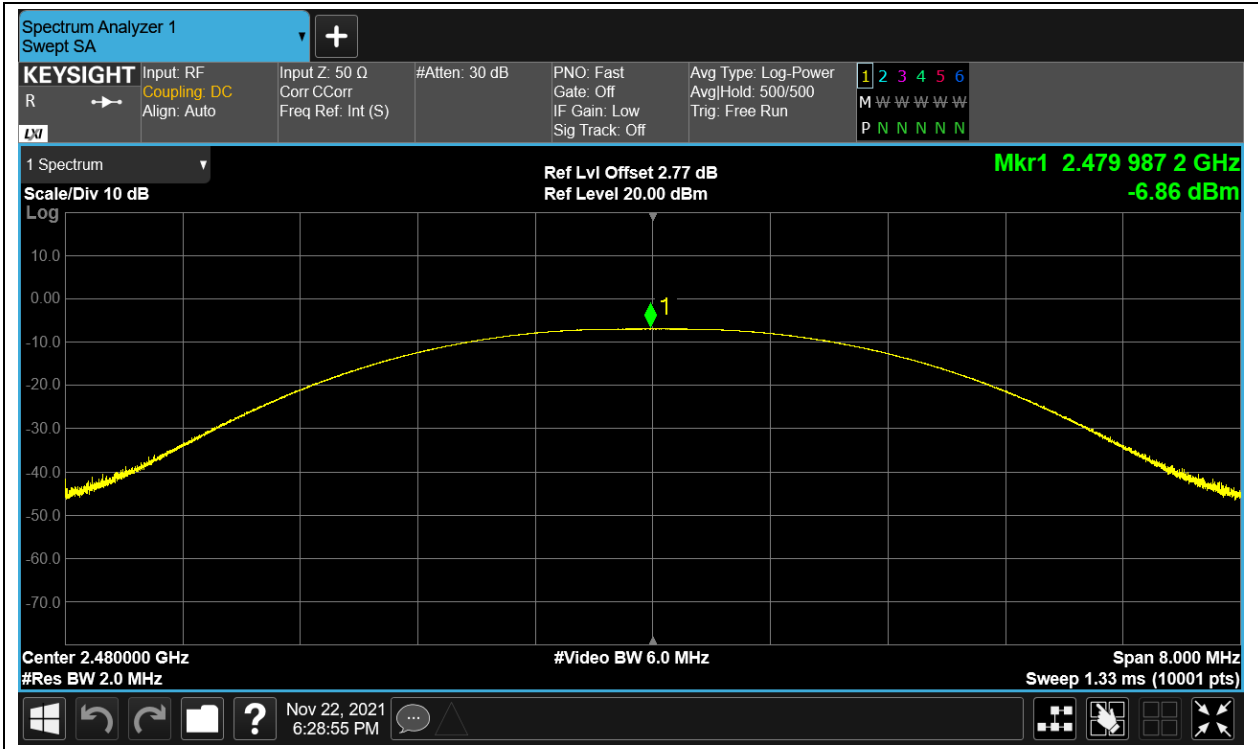 Spectrum Analyzer 1
Swept SA
KEYSIGHT
R
LXI
Input: RF
Coupling: DC
Align: Auto
Input Z: 50 Ω
Corr CCorr
Freq Ref: Int (S)
#Atten: 30 dB
PNO: Fast
Gate: Off
IF Gain: Low
Sig Track: Off
Avg Type: Log-Power
Avg|Hold: 500/500
Trig: Free Run
1 2 3 4 5 6
M W W W W W
P N N N N N
1 Spectrum
Scale/Div 10 dB
Log
Ref Lvl Offset 2.77 dB
Ref Level 20.00 dBm
Mkr1 2.479 987 2 GHz
-6.86 dBm
10.0
0.00
1
-10.0
-20.0
-30.0
-40.0
-50.0
-60.0
-70.0
Center 2.480000 GHz
#Video BW 6.0 MHz
Span 8.000 MHz
#Res BW 2.0 MHz
Sweep 1.33 ms (10001 pts)
?
Nov 22, 2021
6:28:55 PM